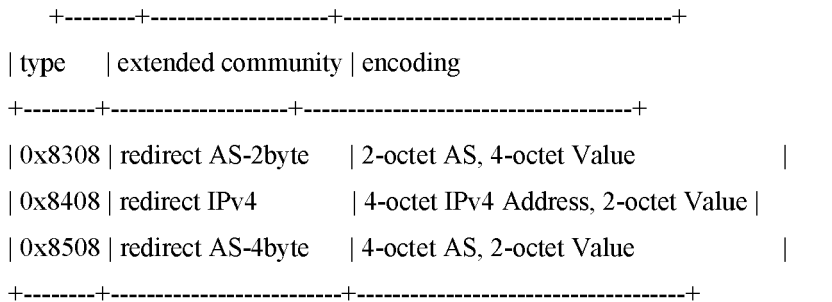 +--------+--------------------+-------------------------------------+
| type | extended community | encoding
+--------+--------------------+-------------------------------------+
| 0x8308 | redirect AS-2byte | 2-octet AS, 4-octet Value |
| 0x8408 | redirect IPv4 | 4-octet IPv4 Address, 2-octet Value |
| 0x8508 | redirect AS-4byte | 4-octet AS, 2-octet Value |
+--------+--------------------------+-------------------------------------+